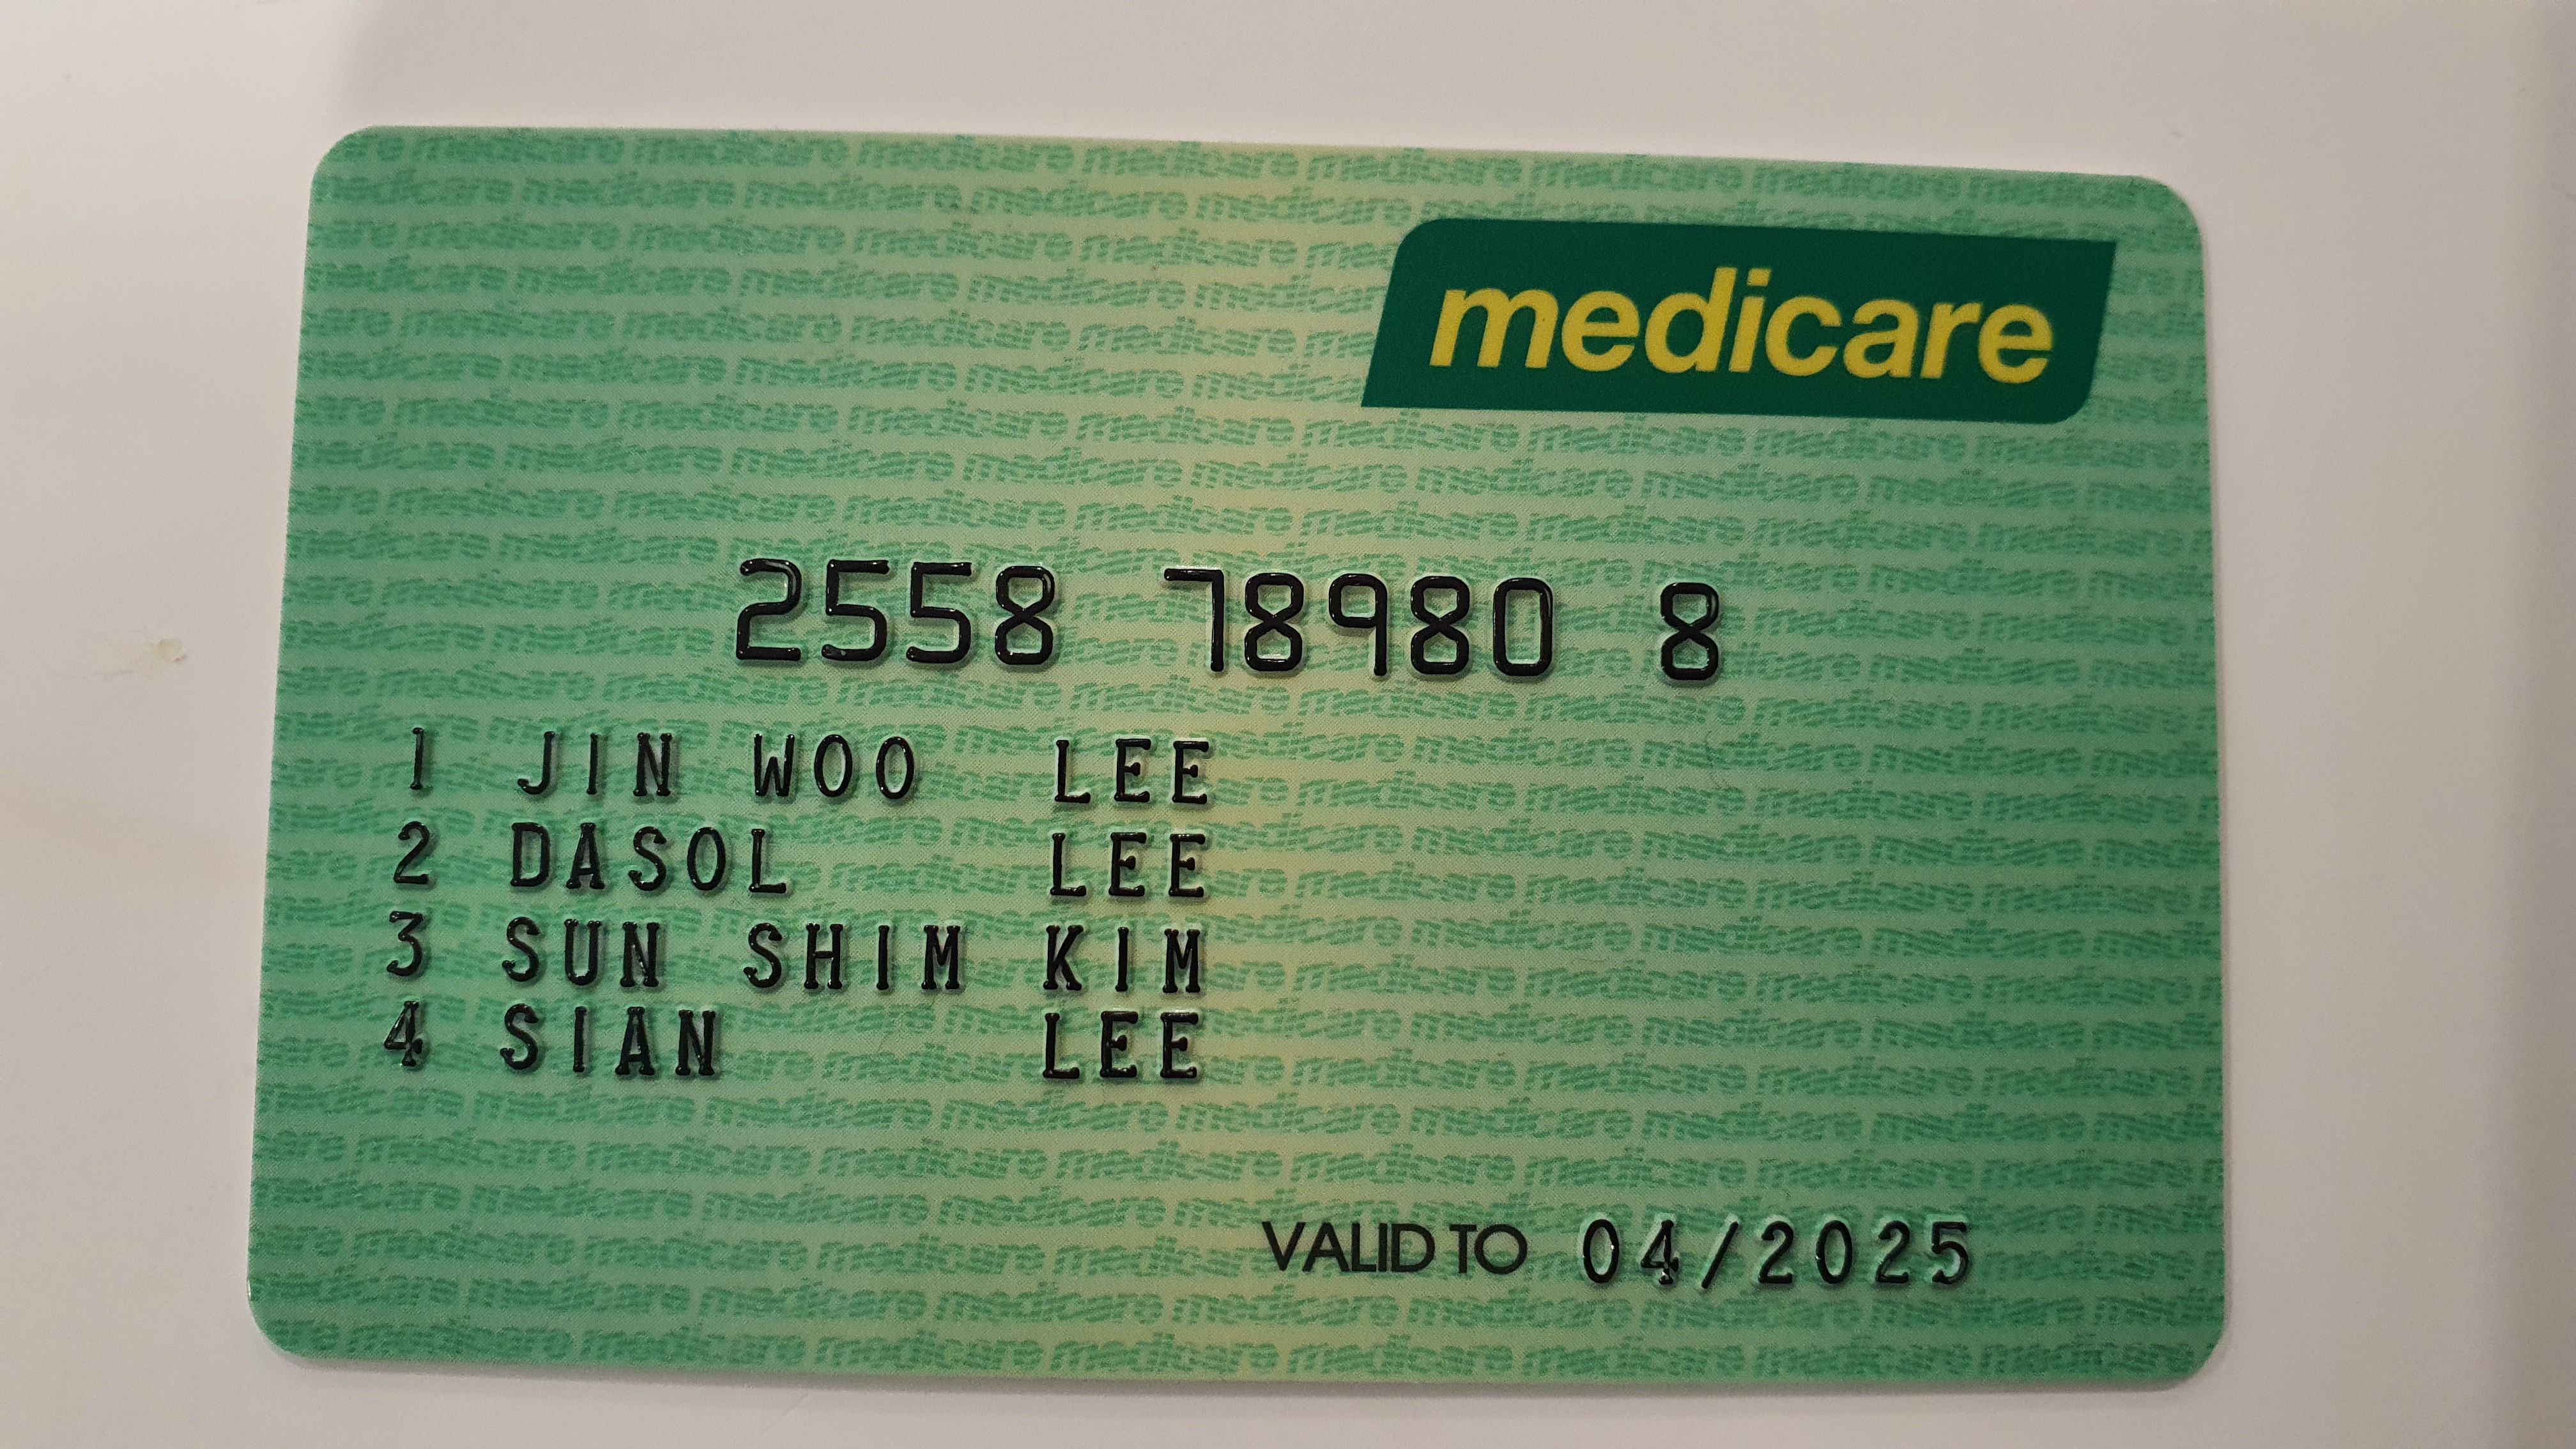 medicare
2558 78980 8
1 JIN WOO LEE
2 DASOL LEE
3 SUN SHIM KIM
4 SIAN LEE
VALID TO 04/2025